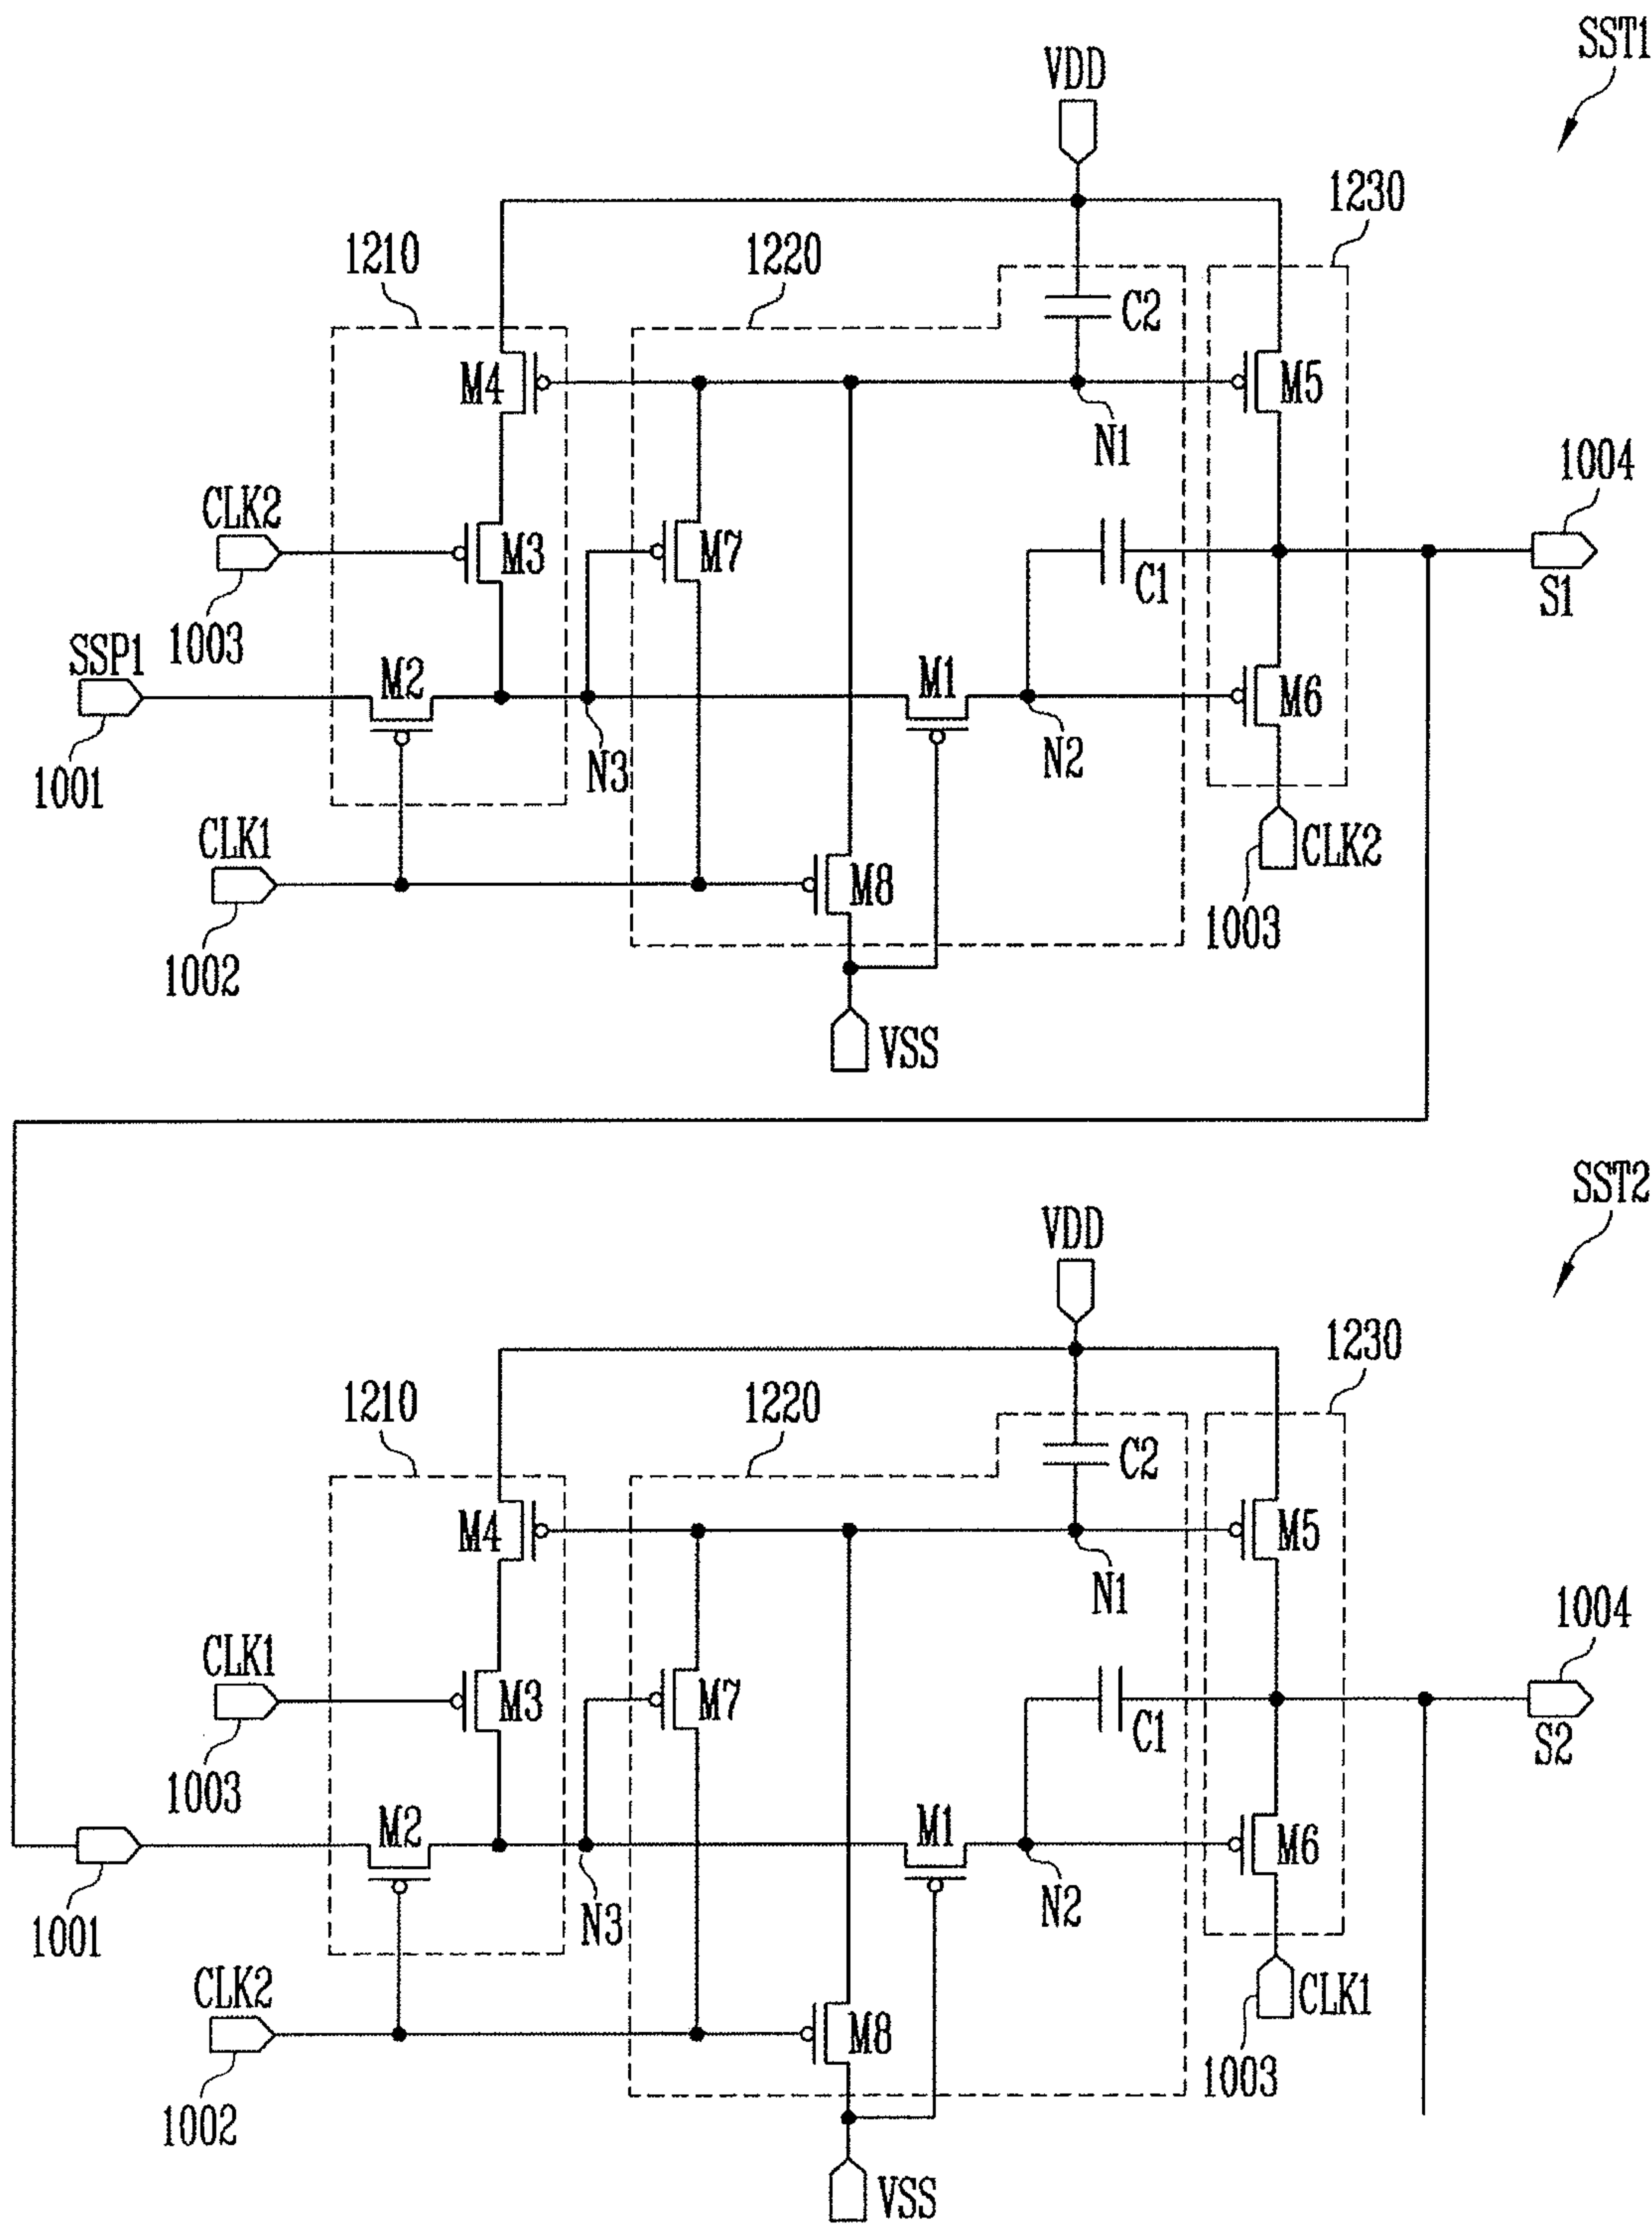 SST1
VDD
1230
1210
1220
C2
M4
M5
N1
1004
CLK2
M3
M7
C1
S1
1003
SSP1
M2
M1
M6
N3
N2
1001
CLK1
M8
CLK2
1003
1002
VSS
SST2
VDD
1230
1210
1220
C2
M4
M5
N1
1004
CLK1
M3
M7
C1
S2
1003
M2
M1
M6
N3
N2
1001
CLK2
M8
CLK1
1003
1002
VSS